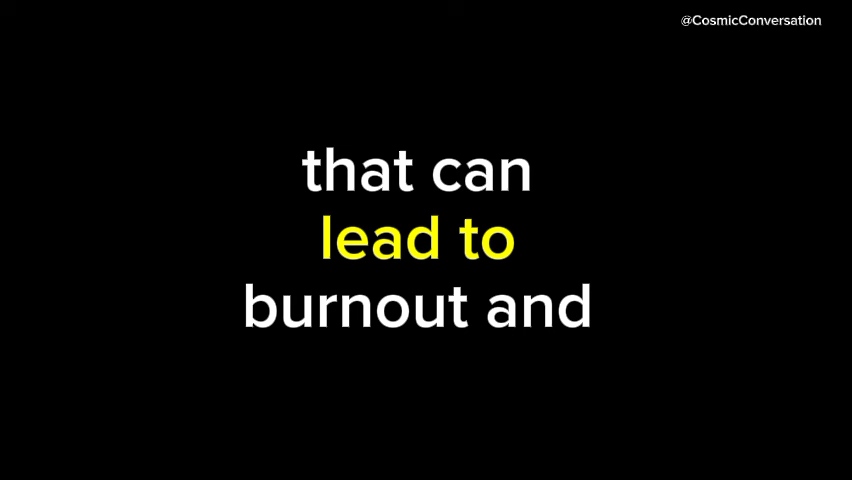 @CosmicConversation
that can
lead to
burnout and